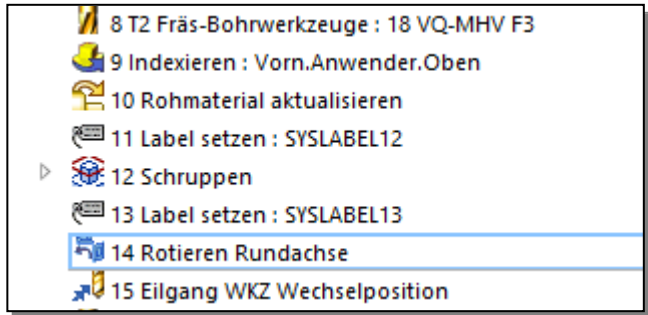 8 T2 Fräs-Bohrwerkzeuge : 18 VQ-MHV F3
9 Indexieren : Vorn.Anwender.Oben
10 Rohmaterial aktualisieren
11 Label setzen : SYSLABEL12
12 Schruppen
13 Label setzen : SYSLABEL13
14 Rotieren Rundachse
15 Eilgang WKZ Wechselposition